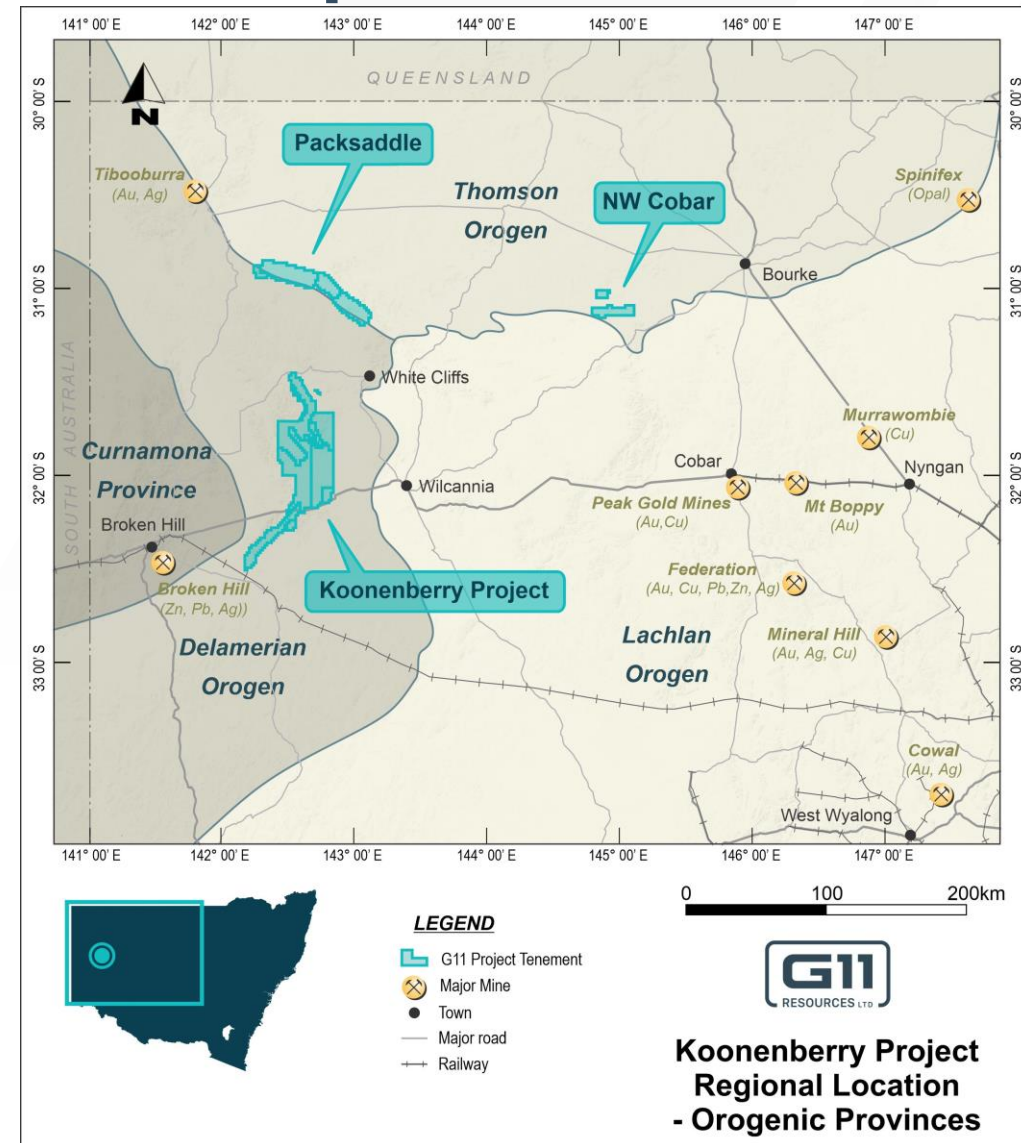 141° 00' E
142° 00' E
143° 00' E
144° 00' E
145° 00' E
146° 00' E
147° 00' E
QUEENSLAND
30° 00' S
30° 00' S
N
Packsaddle
Tibooburra
(Au, Ag)
Thomson
Orogen
NW Cobar
Spinifex
(Opal)
Bourke
31° 00' S
31° 00' S
White Cliffs
SOUTH AUSTRALIA
Curnamona
Province
Murrawombie
(Cu)
Cobar
Nyngan
32° 00' S
32° 00' S
Wilcannia
Peak Gold Mines
(Au,Cu)
Mt Boppy
(Au)
Broken Hill
Broken Hill
(Zn, Pb, Ag))
Koonenberry Project
Federation
(Au, Cu, Pb,Zn, Ag)
Delamerian
Orogen
Lachlan
Orogen
Mineral Hill
(Au, Ag, Cu)
33° 00' S
33° 00' S
Cowal
(Au, Ag)
West Wyalong
141° 00' E
142° 00' E
143° 00' E
144° 00' E
145° 00' E
146° 00' E
147° 00' E
0 100 200km
LEGEND
G11 Project Tenement
Major Mine
Town
Major road
Railway
G11
RESOURCES LTD
Koonenberry Project
Regional Location
- Orogenic Provinces